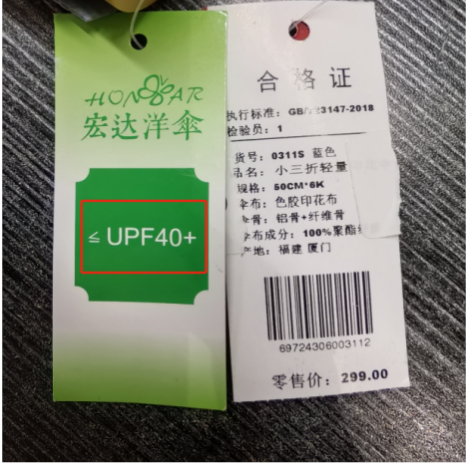 HON AR
宏达洋伞
≦ UPF40+
合格证
执行标准：GB/T 23147-2018
检验员：1
货号：0311S 蓝色
品名：小三折轻量
规格：50CM*6K
伞布：色胶印花布
伞骨：铝骨+纤维骨
伞布成分：100%聚酯纤
产地：福建 厦门
69724306003112
零售价：299.00